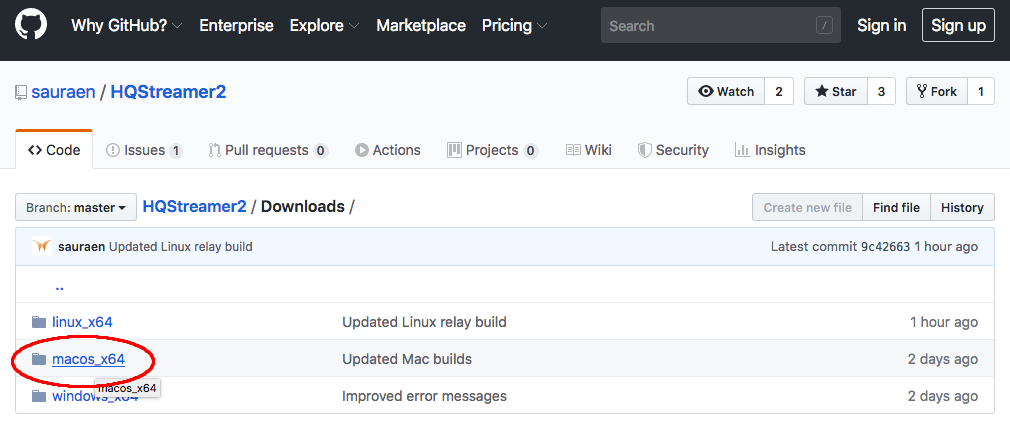 Why GitHub? Enterprise Explore Marketplace Pricing Search / Sign in Sign up
sauraen / HQStreamer2 Watch 2 Star 3 Fork 1
Code Issues 1 Pull requests 0 Actions Projects 0 Wiki Security Insights
Branch: master HQStreamer2 / Downloads / Create new file Find file History
sauraen Updated Linux relay build Latest commit 9c42663 1 hour ago
..
linux_x64 Updated Linux relay build 1 hour ago
macos_x64 Updated Mac builds 2 days ago
macos_x64
windows_x64 Improved error messages 2 days ago